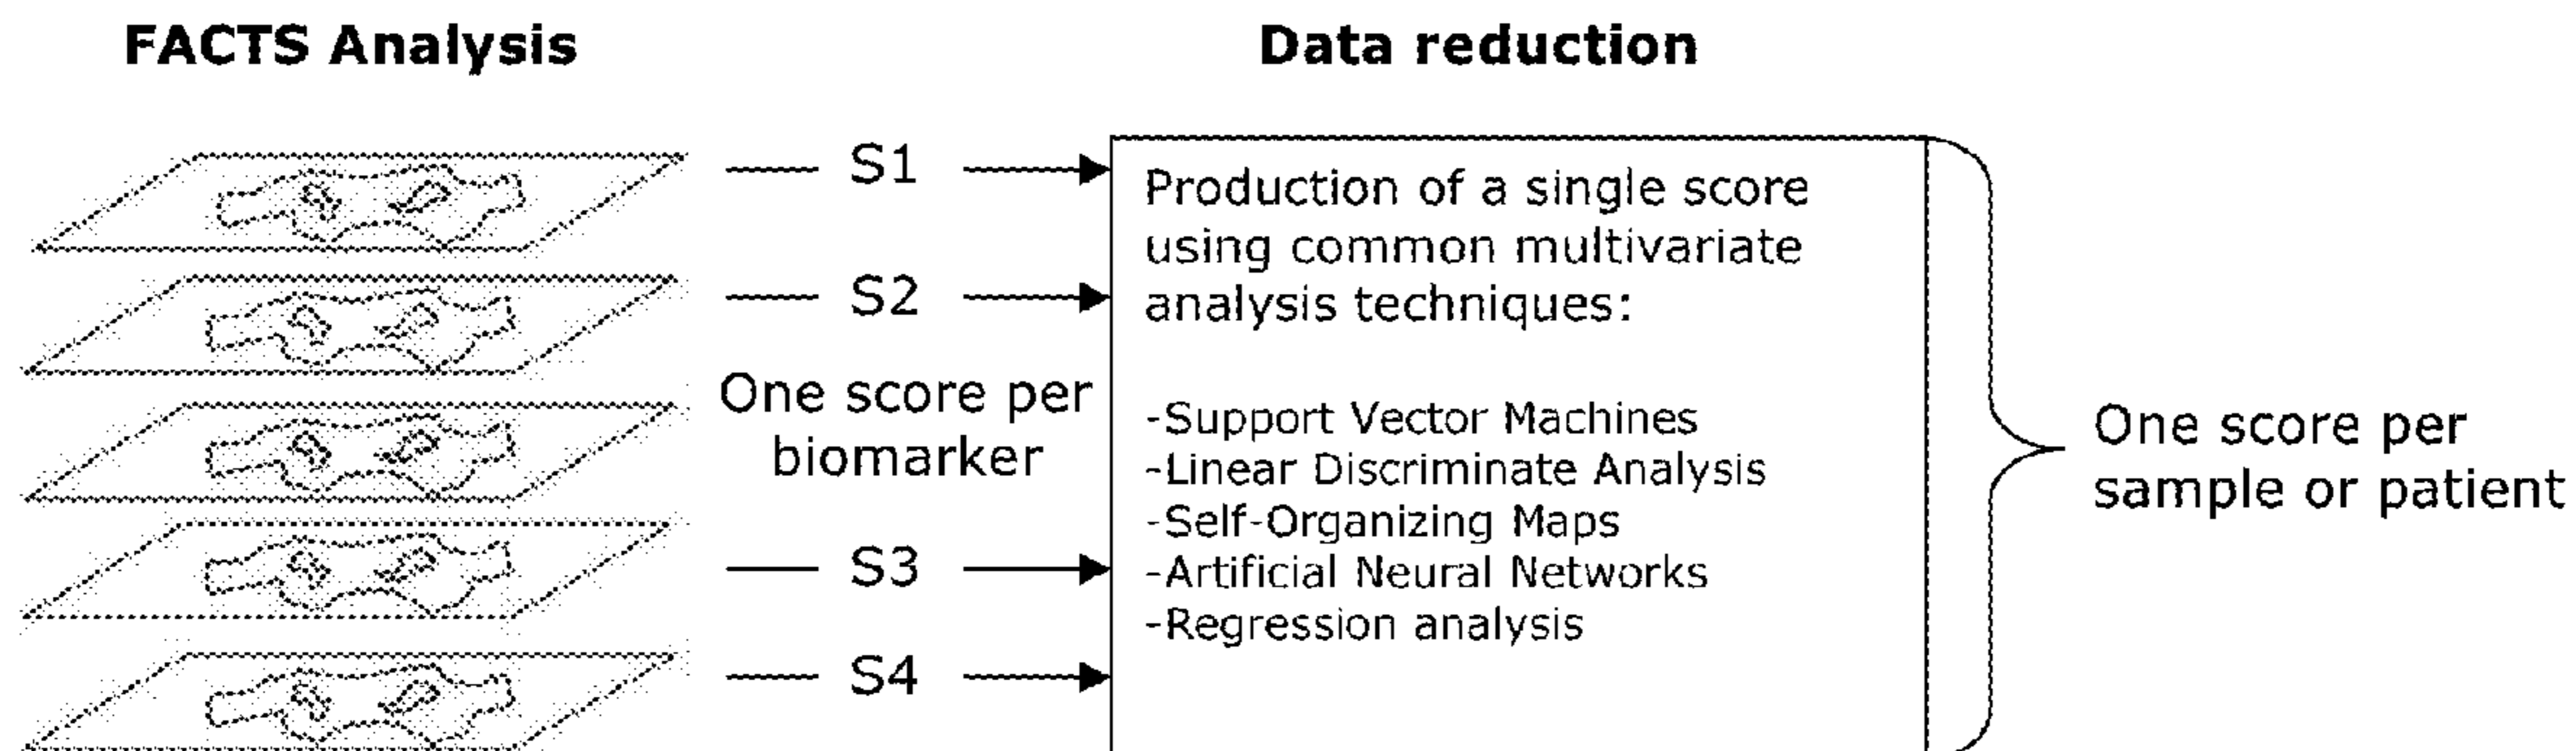 FACTS Analysis
Data reduction
S1
S2
One score per
biomarker
S3
S4
Production of a single score
using common multivariate
analysis techniques:
-Support Vector Machines
-Linear Discriminate Analysis
-Self-Organizing Maps
-Artificial Neural Networks
-Regression analysis
One score per
sample or patient